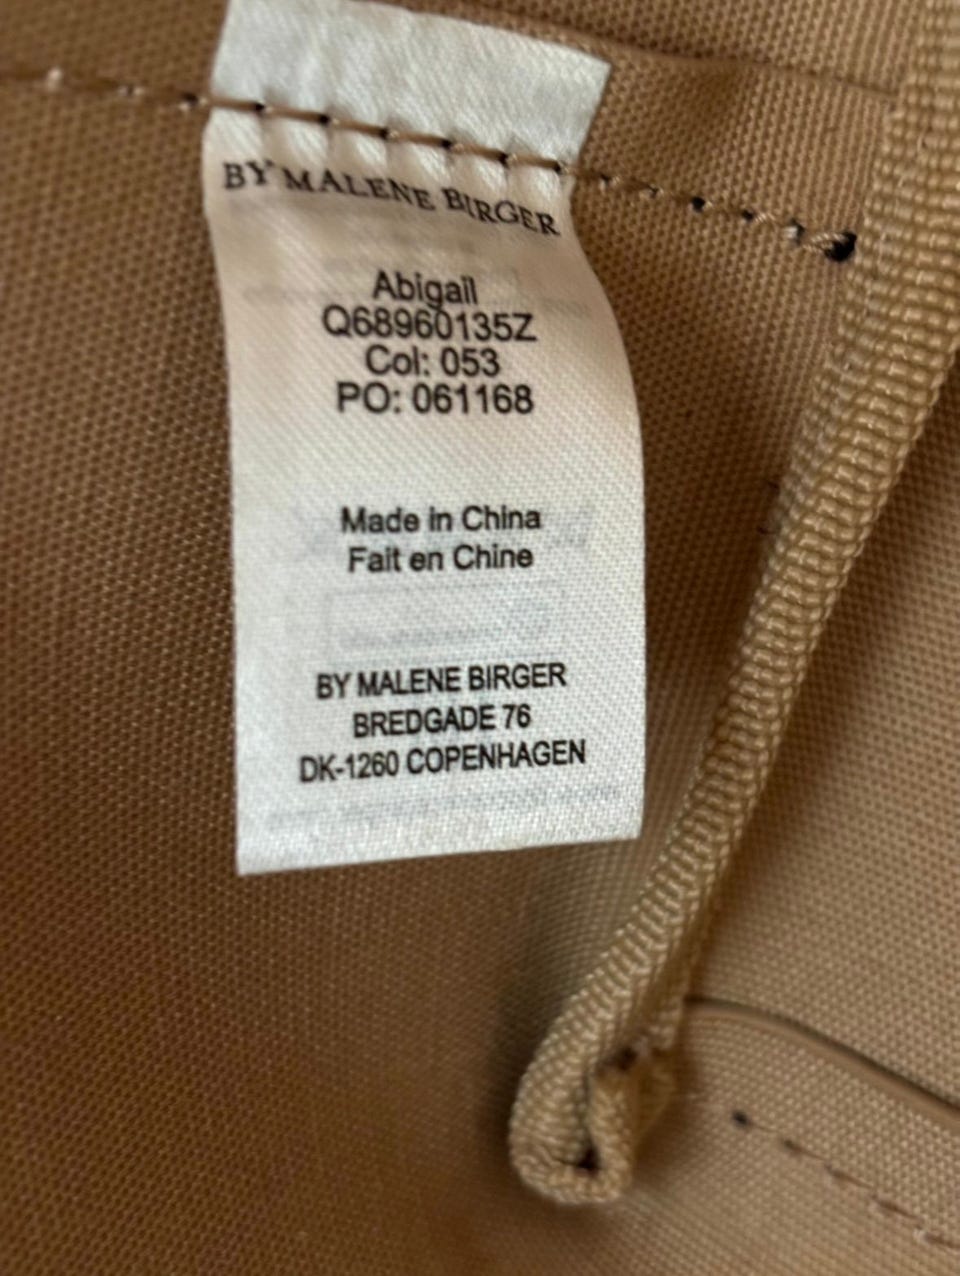 BY MALENE BIRGER
Abigail
Q68960135Z
Col: 053
PO: 061168
Made in China
Fait en Chine
BY MALENE BIRGER
BREDGADE 76
DK-1260 COPENHAGEN